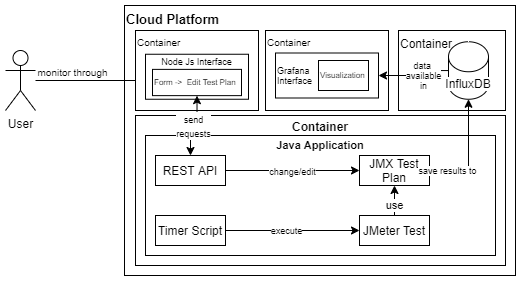 Cloud Platform
Container
Node Js Interface
Form -> Edit Test Plan
Container
Grafana
Interface
Visualization
Container
data
available
in
InfluxDB
monitor through
User
send
requests
Container
Java Application
REST API
change/edit
JMX Test
Plan
save results to
use
Timer Script
execute
JMeter Test